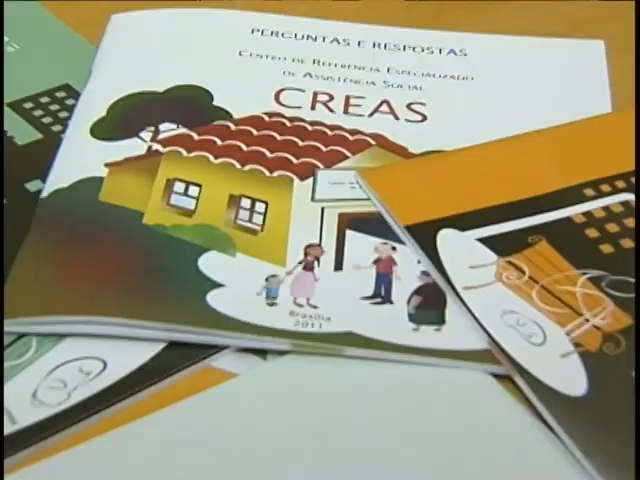 PERGUNTAS E RESPOSTAS
CENTRO DE REFERÊNCIA ESPECIALIZADO
DE ASSISTÊNCIA SOCIAL
CREAS
Brasília
2011